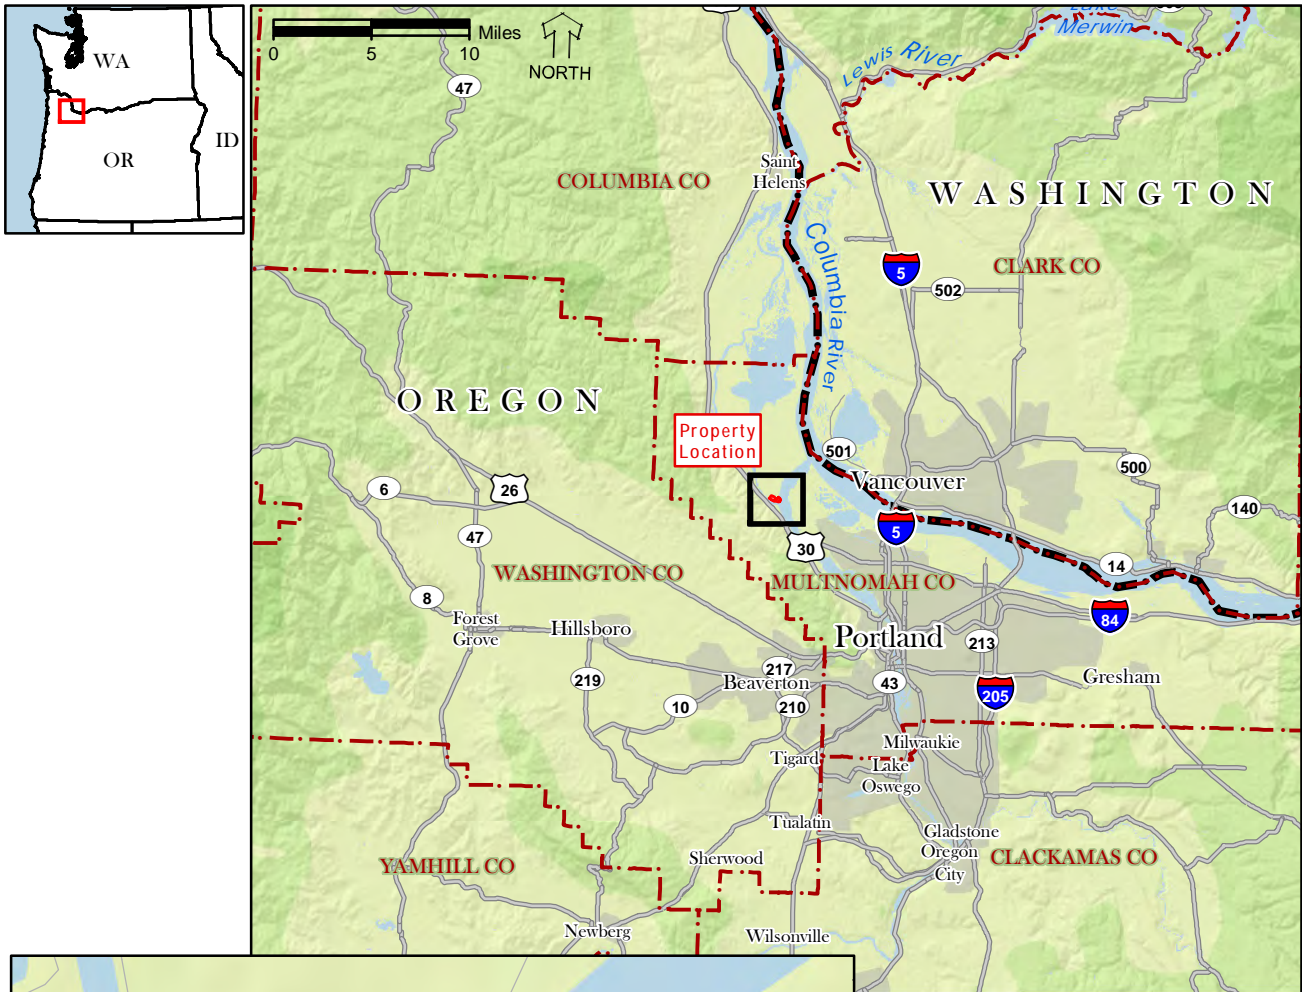 WA
OR
ID
0 5 10 Miles
NORTH
47
Lewis River
Merwin
Saint
Helens
COLUMBIA CO
WASHINGTON
Columbia River
5
CLARK CO
502
OREGON
Property
Location
501
Vancouver
500
6
26
140
47
5
30
14
WASHINGTON CO
MULTNOMAH CO
8
84
Forest
Grove
Hillsboro
Portland
213
217
219
Beaverton
43
Gresham
205
10
210
Milwaukie
Tigard
Lake
Oswego
Tualatin
Gladstone
Oregon
City
Sherwood
CLACKAMAS CO
YAMHILL CO
Newberg
Wilsonville